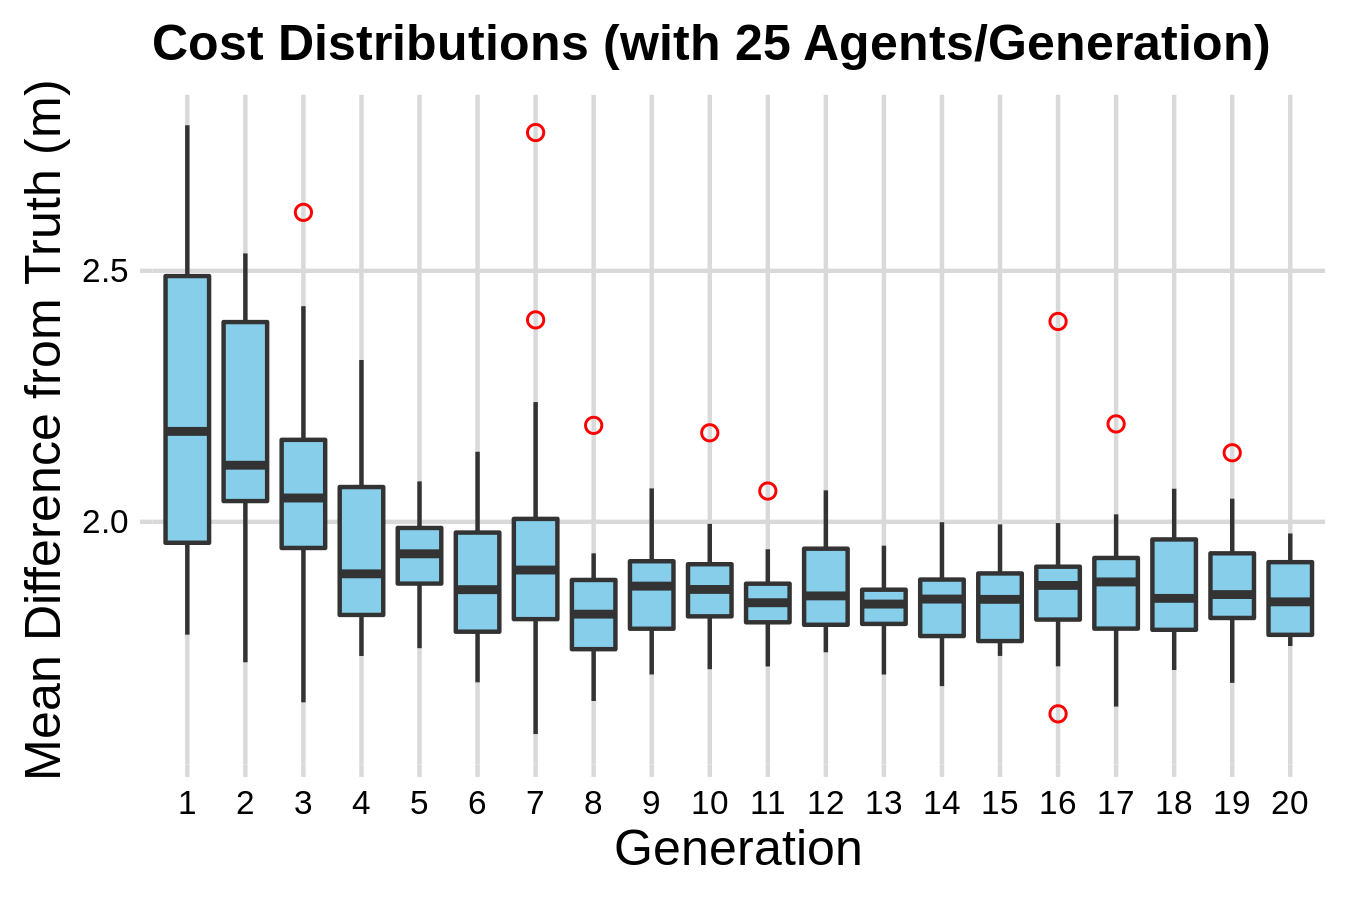 Cost Distributions (with 25 Agents/Generation)
Mean Difference from Truth (m)
2.5
2.0
1 2 3 4 5 6 7 8 9 10 11 12 13 14 15 16 17 18 19 20
Generation